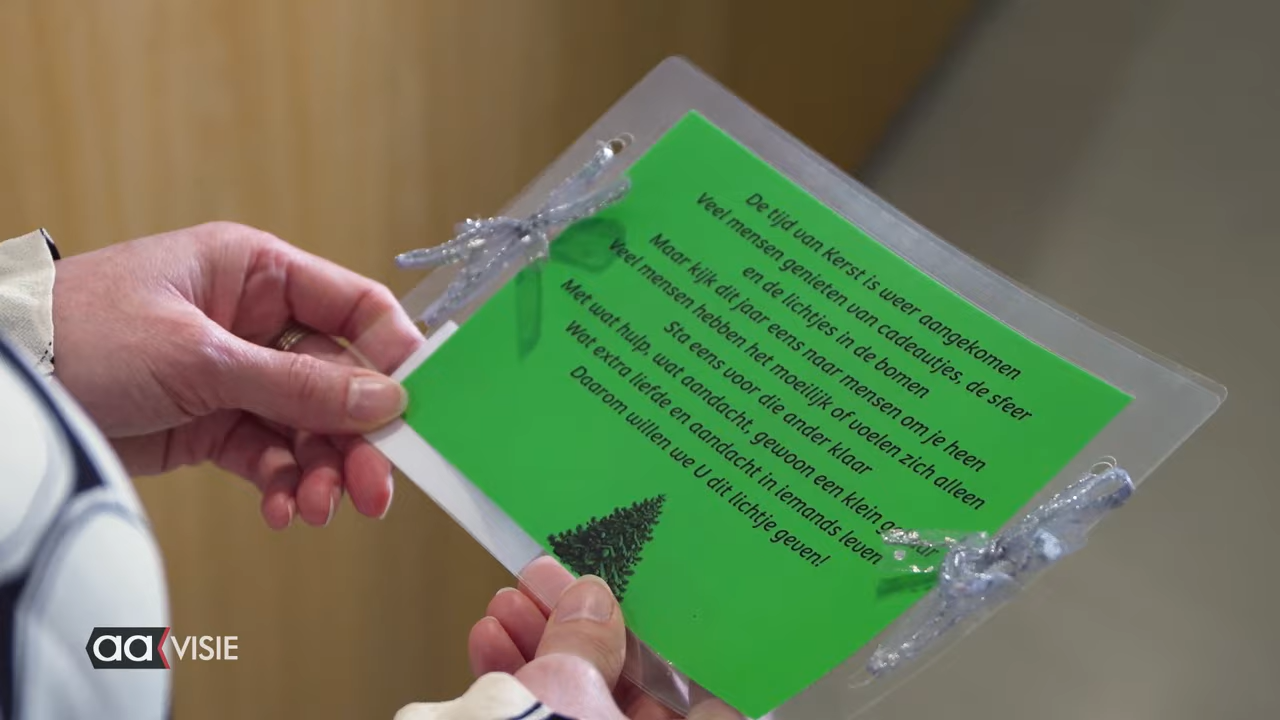 De tijd van Kerst is weer aangekomen
Veel mensen genieten van cadeautjes, de sfeer
en de lichtjes in de bomen
Maar kijk dit jaar eens naar mensen om je heen
Veel mensen hebben het moeilijk of voelen zich alleen
Sta eens voor die ander klaar
Met wat hulp, wat aandacht, gewoon een klein
Wat extra liefde en aandacht in iemands leven
Daarom willen we U dit lichtje geven!
aa VISIE